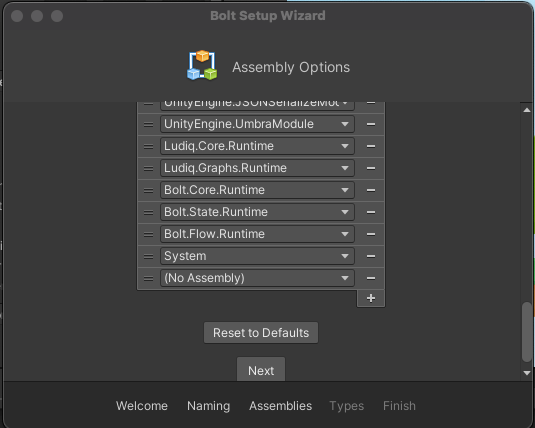 Bolt Setup Wizard
Assembly Options
UnityEngine.JSONSerializeMod
UnityEngine.UmbraModule
Ludiq.Core.Runtime
Ludiq.Graphs.Runtime
Bolt.Core.Runtime
Bolt.State.Runtime
Bolt.Flow.Runtime
System
(No Assembly)
Reset to Defaults
Next
Welcome Naming Assemblies Types Finish